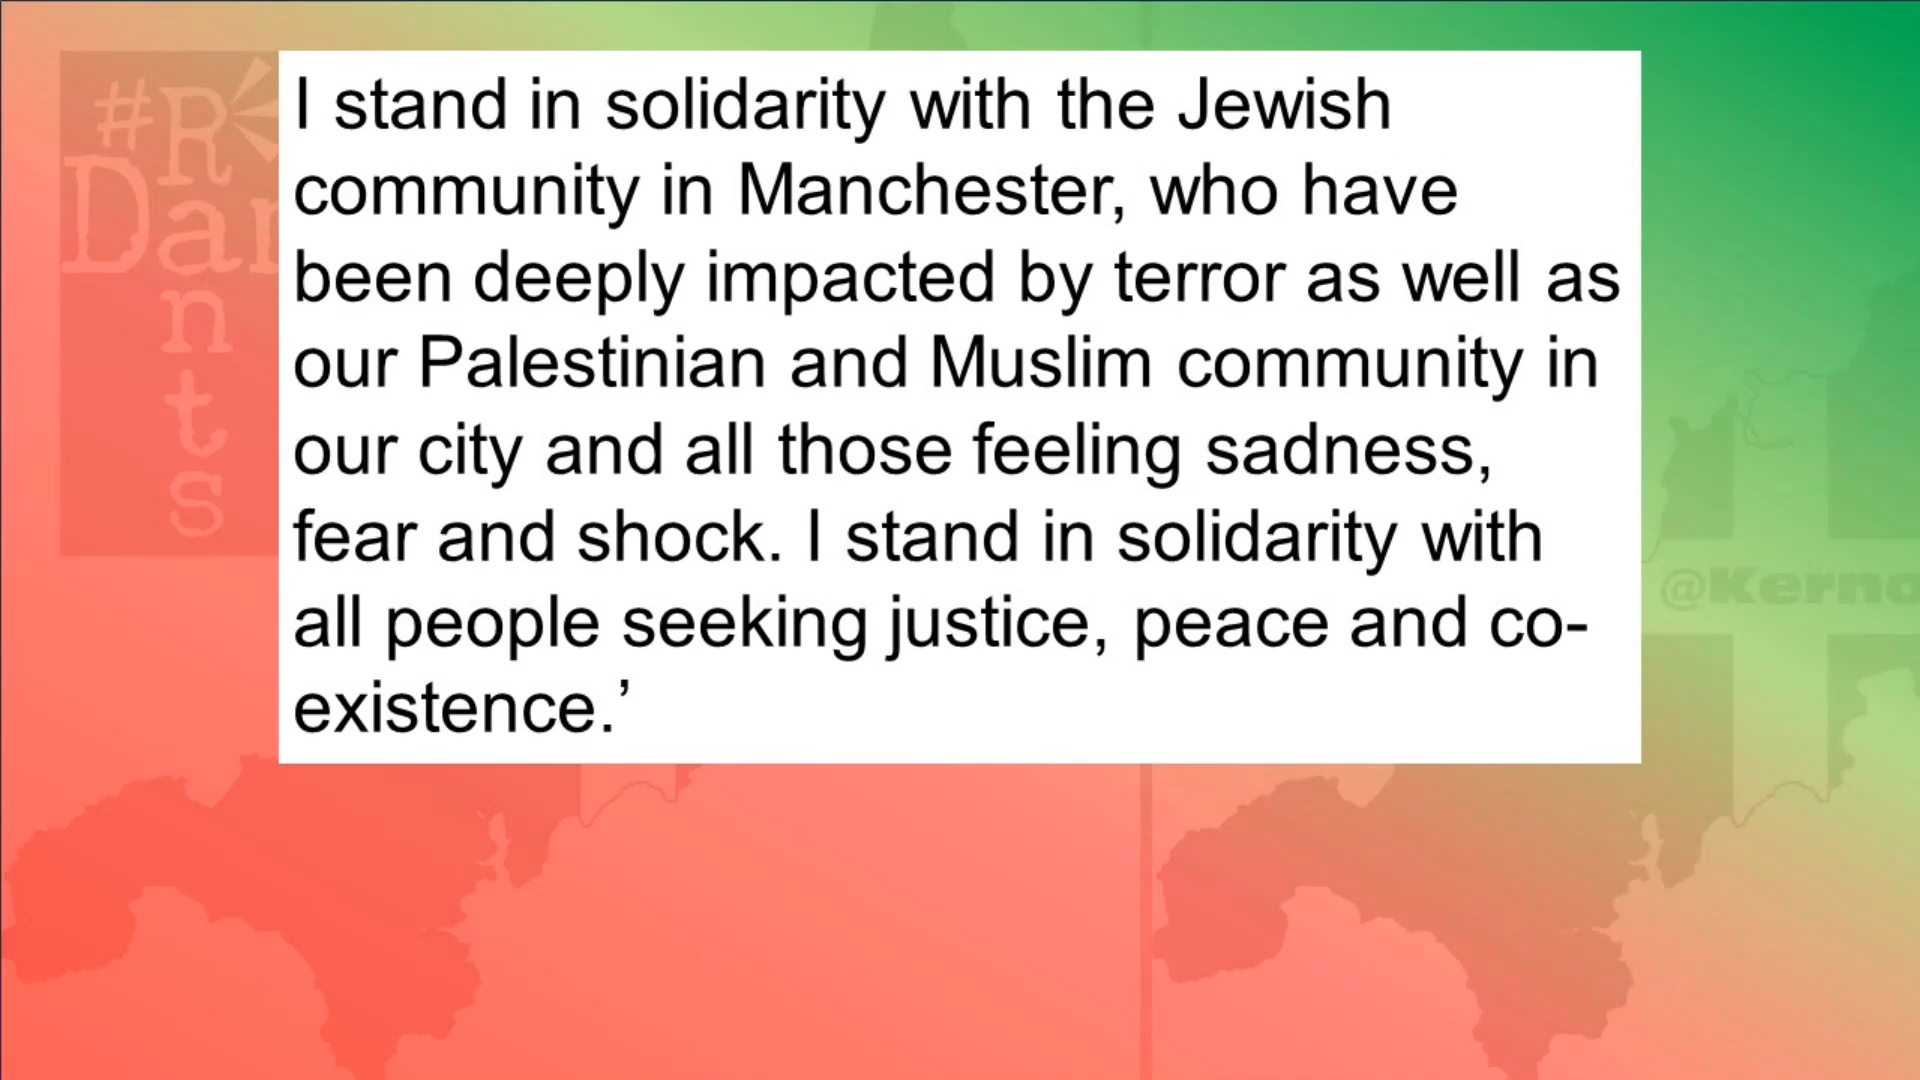 I stand in solidarity with the Jewish
community in Manchester, who have
been deeply impacted by terror as well as
our Palestinian and Muslim community in
our city and all those feeling sadness,
fear and shock. I stand in solidarity with
all people seeking justice, peace and co-
existence.’